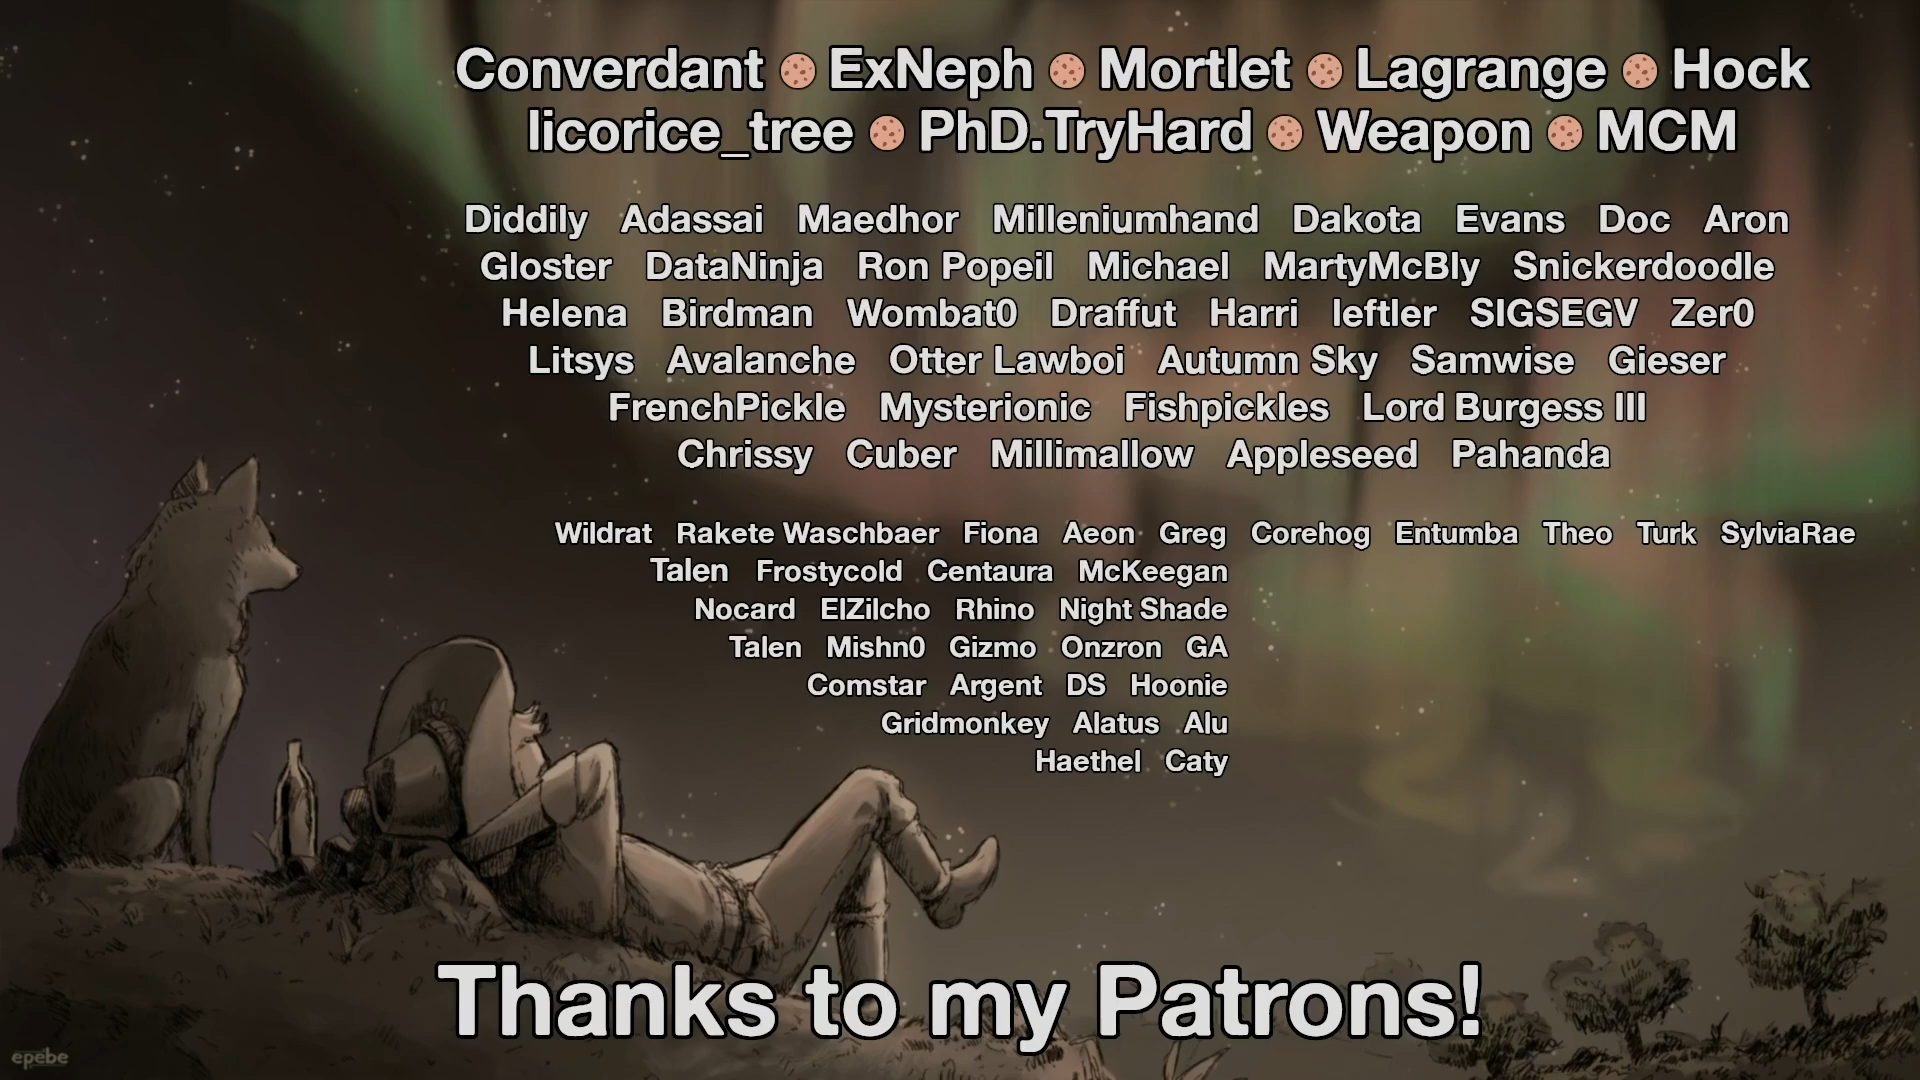 Converdant ExNeph Mortlet Lagrange Hock
licorice_tree PhD.TryHard Weapon MCM
Diddily Adassai Maedhor Milleniumhand Dakota Evans Doc Aron
Gloster DataNinja Ron Popeil Michael MartyMcBly Snickerdoodle
Helena Birdman Wombat0 Draffut Harri leftler SIGSEGV Zer0
Litsys Avalanche Otter Lawboi Autumn Sky Samwise Gieser
FrenchPickle Mysterionic Fishpickles Lord Burgess III
Chrissy Cuber Millimallow Appleseed Pahanda
Wildrat Rakete Waschbaer Fiona Aeon Greg Corehog Entumba Theo Turk SylviaRae
Talen Frostycold Centaura McKeegan
Nocard ElZilcho Rhino Night Shade
Talen Mishn0 Gizmo Onzron GA
Comstar Argent DS Hoonie
Gridmonkey Alatus Alu
Haethel Caty
Thanks to my Patrons!
epebe